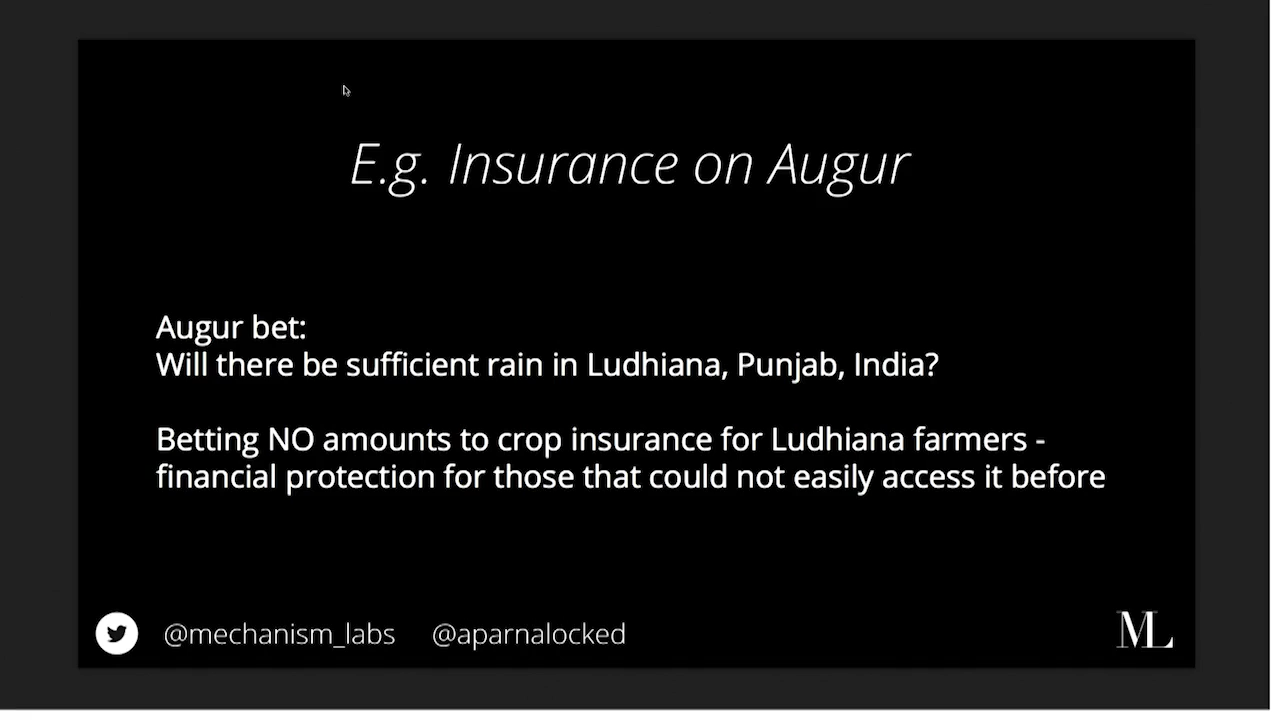 E.g. Insurance on Augur
Augur bet:
Will there be sufficient rain in Ludhiana, Punjab, India?
Betting NO amounts to crop insurance for Ludhiana farmers -
financial protection for those that could not easily access it before
@mechanism_labs @aparnalocked
ML